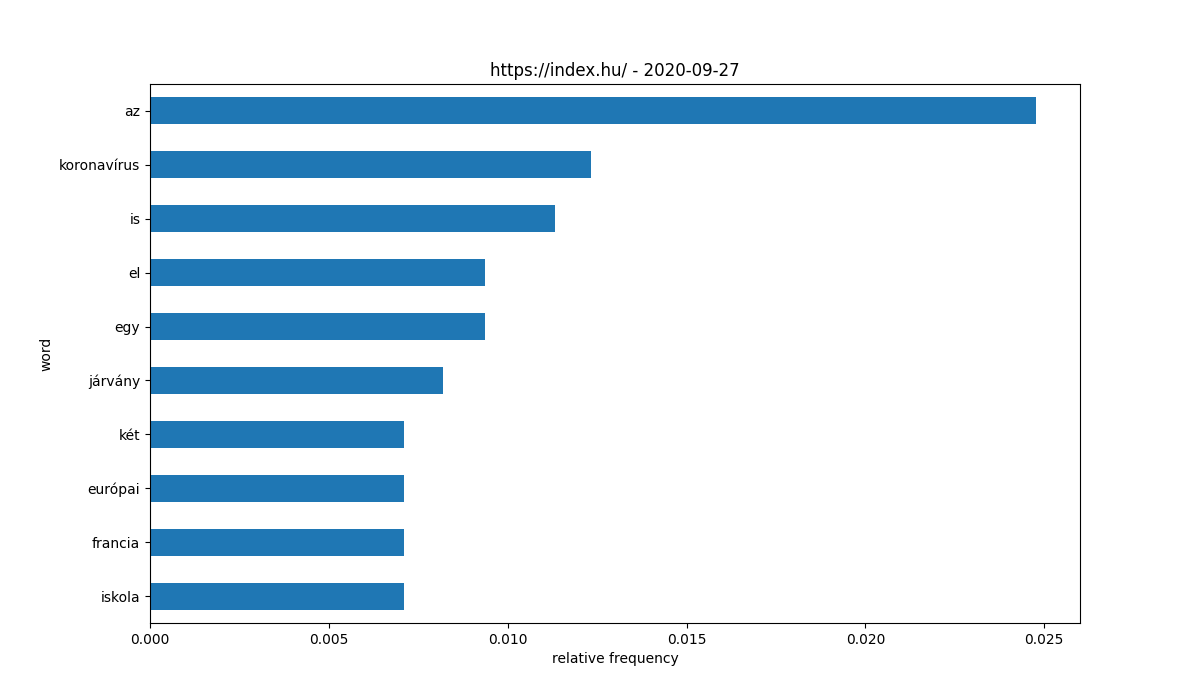 https://index.hu/ - 2020-09-27
az
koronavírus
is
el
egy
járvány
két
európai
francia
iskola
word
0.000 0.005 0.010 0.015 0.020 0.025
relative frequency